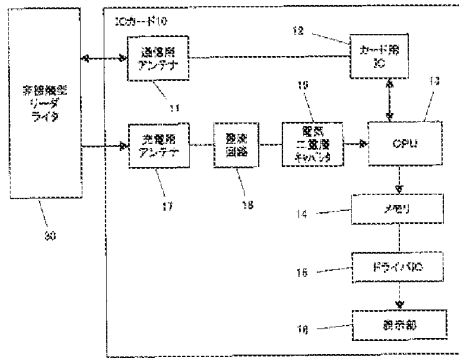 ICカード10
非接触型
リーダ
ライタ
30
通信用
アンテナ
11
12
カード用
IC
充電用
アンテナ
17
整流
回路
18
19
電気
二重層
キャパシタ
13
CPU
14
メモリ
15
ドライバIC
16
表示部